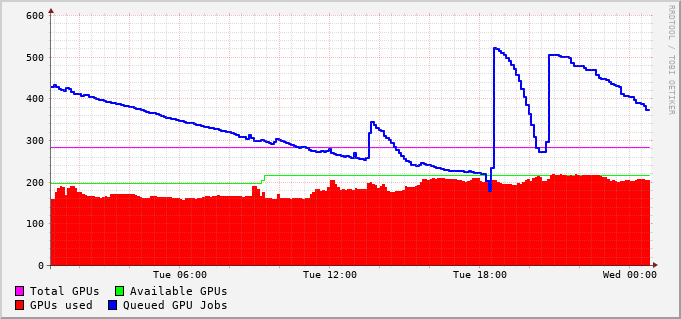 600
500
400
300
200
100
0
Tue 06:00 Tue 12:00 Tue 18:00 Wed 00:00
Total GPUs Available GPUs
GPUs used Queued GPU Jobs
RRDTOOL / TOBI OETIKER